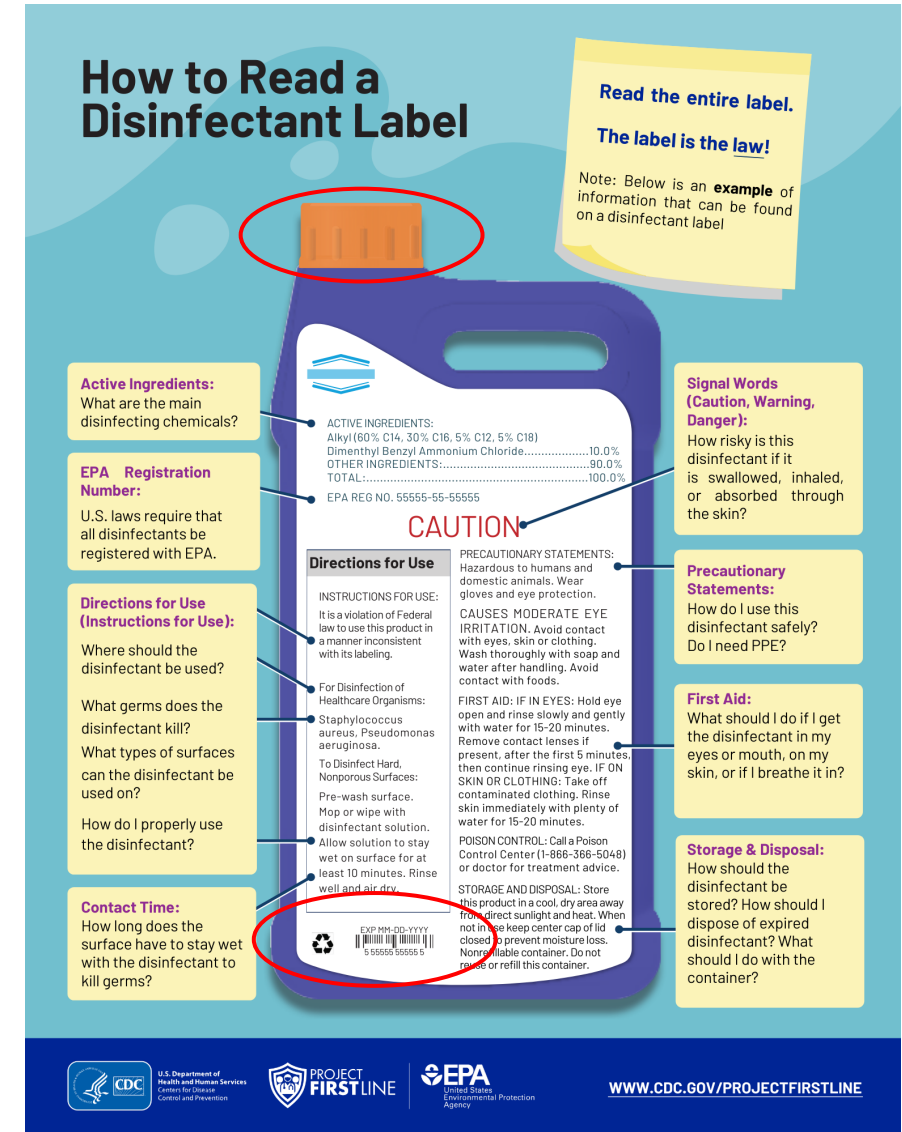 How to Read a
Disinfectant Label
Read the entire label.
The label is the law!
Note: Below is an example of
information that can be found
on a disinfectant label
Active Ingredients:
What are the main
disinfecting chemicals?
EPA Registration
Number:
U.S. laws require that
all disinfectants be
registered with EPA.
Directions for Use
(Instructions for Use):
Where should the
disinfectant be used?
What germs does the
disinfectant kill?
What types of surfaces
can the disinfectant be
used on?
How do I properly use
the disinfectant?
Contact Time:
How long does the
surface have to stay wet
with the disinfectant to
kill germs?
ACTIVE INGREDIENTS:
Alkyl (60% C14, 30% C16, 5% C12, 5% C18)
Dimenthyl Benzyl Ammonium Chloride...................10.0%
OTHER INGREDIENTS:...........................................90.0%
TOTAL:.................................................................100.0%
EPA REG NO. 55555-55-55555
CAUTION
Directions for Use
INSTRUCTIONS FOR USE:
It is a violation of Federal
law to use this product in
a manner inconsistent
with its labeling.
For Disinfection of
Healthcare Organisms:
Staphylococcus
aureus, Pseudomonas
aeruginosa.
To Disinfect Hard,
Nonporous Surfaces:
Pre-wash surface.
Mop or wipe with
disinfectant solution.
Allow solution to stay
wet on surface for at
least 10 minutes. Rinse
well and air dry.
EXP MM-DD-YYYY
5 55555 55555 5
PRECAUTIONARY STATEMENTS:
Hazardous to humans and
domestic animals. Wear
gloves and eye protection.
CAUSES MODERATE EYE
IRRITATION. Avoid contact
with eyes, skin or clothing.
Wash thoroughly with soap and
water after handling. Avoid
contact with foods.
FIRST AID: IF IN EYES: Hold eye
open and rinse slowly and gently
with water for 15-20 minutes.
Remove contact lenses if
present, after the first 5 minutes,
then continue rinsing eye. IF ON
SKIN OR CLOTHING: Take off
contaminated clothing. Rinse
skin immediately with plenty of
water for 15-20 minutes.
POISON CONTROL: Call a Poison
Control Center (1-866-366-5048)
or doctor for treatment advice.
STORAGE AND DISPOSAL: Store
this product in a cool, dry area away
from direct sunlight and heat. When
not in use keep center cap of lid
closed to prevent moisture loss.
Nonrefillable container. Do not
reuse or refill this container.
Signal Words
(Caution, Warning,
Danger):
How risky is this
disinfectant if it
is swallowed, inhaled,
or absorbed through
the skin?
Precautionary
Statements:
How do I use this
disinfectant safely?
Do I need PPE?
First Aid:
What should I do if I get
the disinfectant in my
eyes or mouth, on my
skin, or if I breathe it in?
Storage & Disposal:
How should the
disinfectant be
stored? How should I
dispose of expired
disinfectant? What
should I do with the
container?
CDC
U.S. Department of
Health and Human Services
Centers for Disease
Control and Prevention
PROJECT
FIRSTLINE
EPA
United States
Environmental Protection
Agency
WWW.CDC.GOV/PROJECTFIRSTLINE